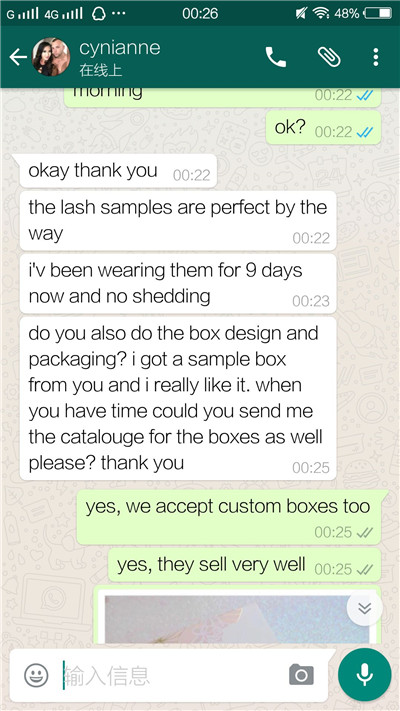 G 4G 00:26 48%
cynianne
在线上
morning
00:22
ok? 00:22
okay thank you 00:22
the lash samples are perfect by the
way
00:22
i'v been wearing them for 9 days
now and no shedding 00:23
do you also do the box design and
packaging? i got a sample box
from you and i really like it. when
you have time could you send me
the catalouge for the boxes as well
please? thank you 00:25
yes, we accept custom boxes too
00:25
yes, they sell very well 00:25
输入信息